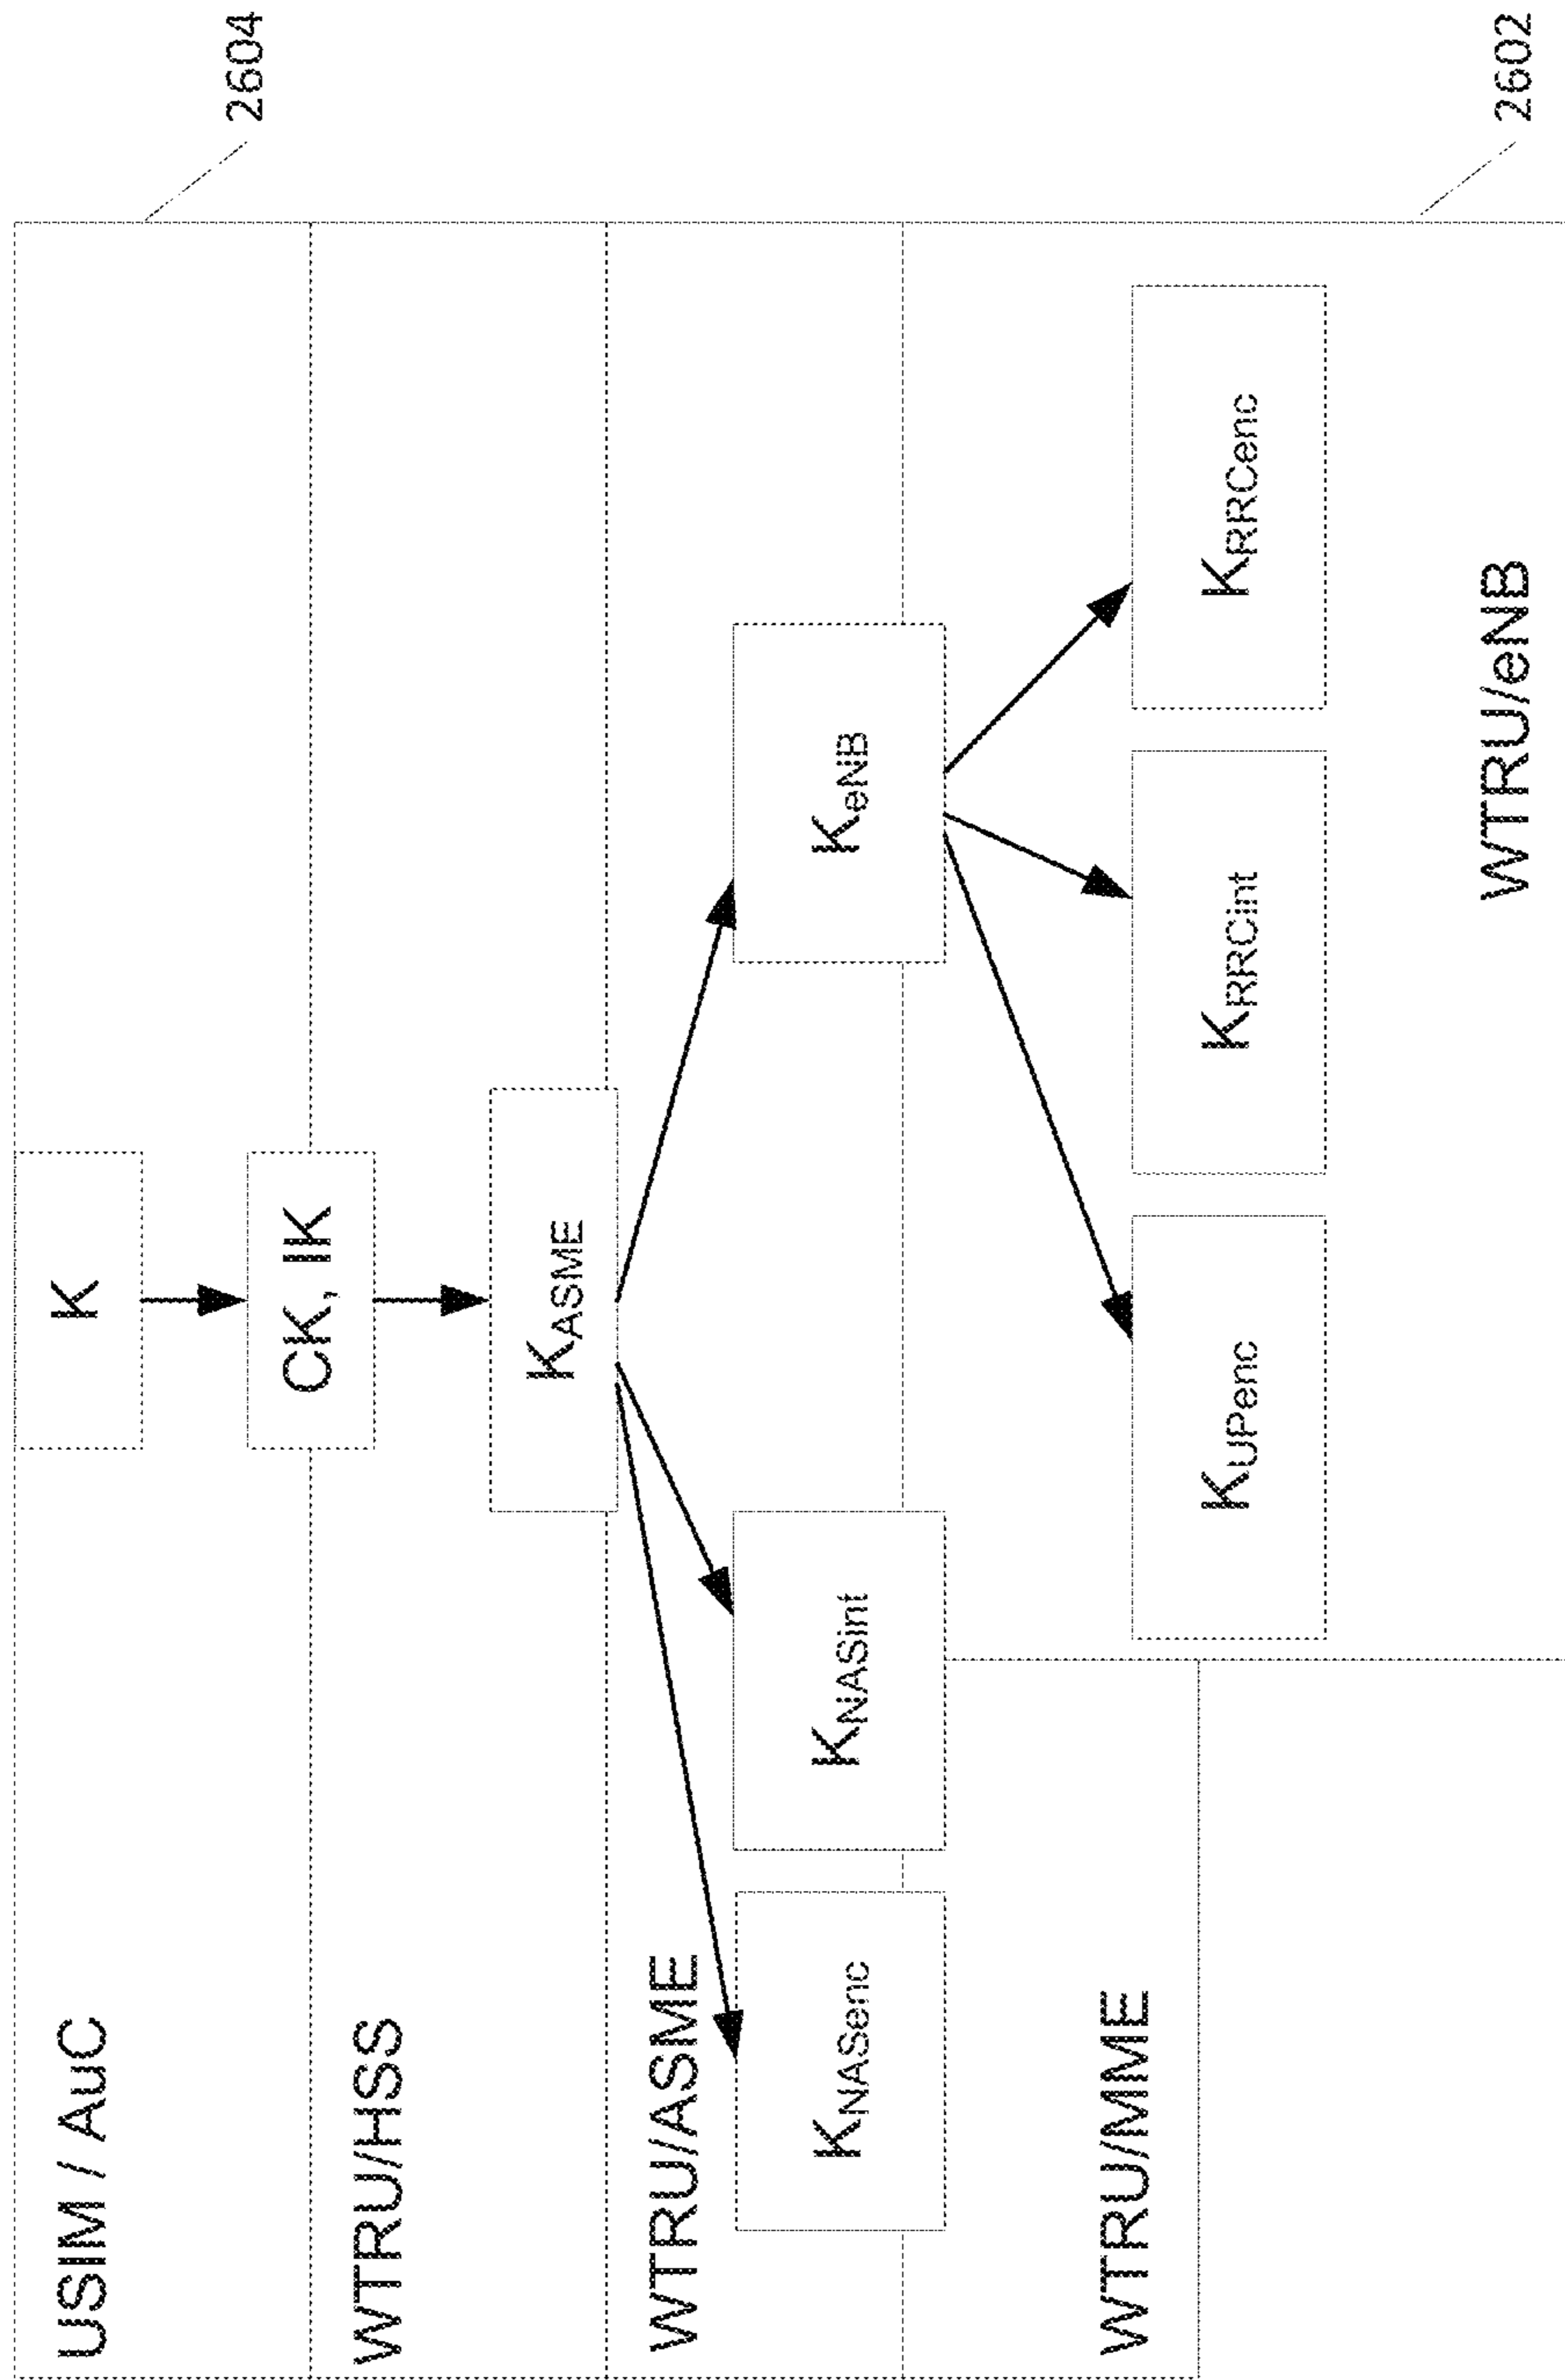 2604
USIM / AuC
K
CK, IK
WTRU/HSS
KASME
WTRU/ASME
KNASenc
KNASint
KeNB
WTRU/MME
KUPenc
KRRCint
KRRCenc
WTRU/eNB
2602